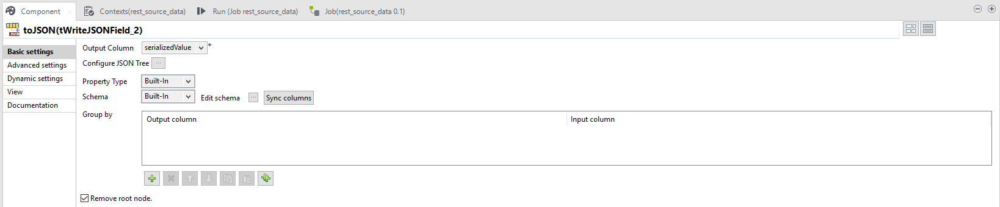 Component
Contexts(rest_source_data)
Run (Job rest_source_data)
Job(rest_source_data 0.1)
toJSON(tWriteJSONField_2)
Basic settings
Advanced settings
Dynamic settings
View
Documentation
Output Column serializedValue *
Configure JSON Tree ...
Property Type Built-In
Schema Built-In Edit schema ... Sync columns
Group by
Output column Input column
Remove root node.